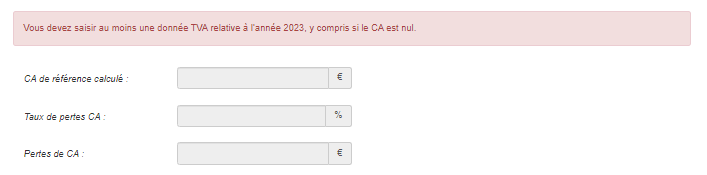 Vous devez saisir au moins une donnée TVA relative à l'année 2023, y compris si le CA est nul.
CA de référence calculé : €
Taux de pertes CA : %
Pertes de CA : €